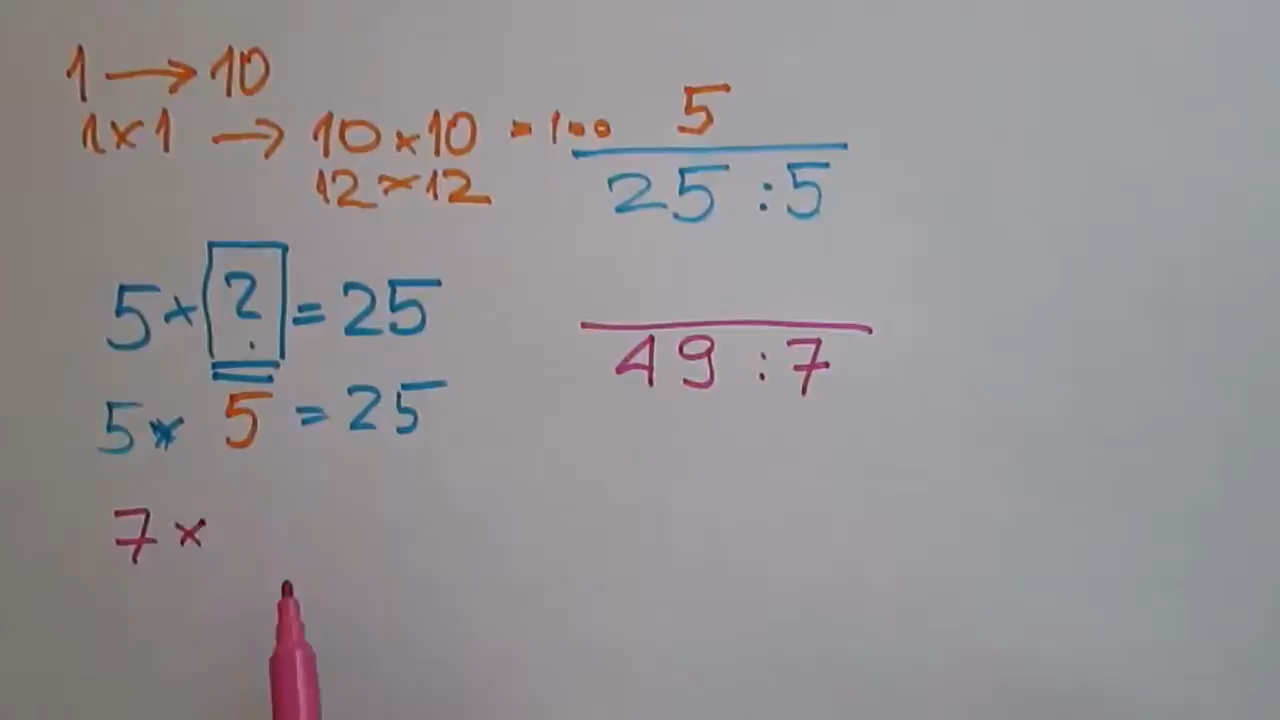 1 → 10
1×1 → 10×10 = 100
12×12
5
25 :5
5× ? = 25
5× 5 = 25
49 :7
7×